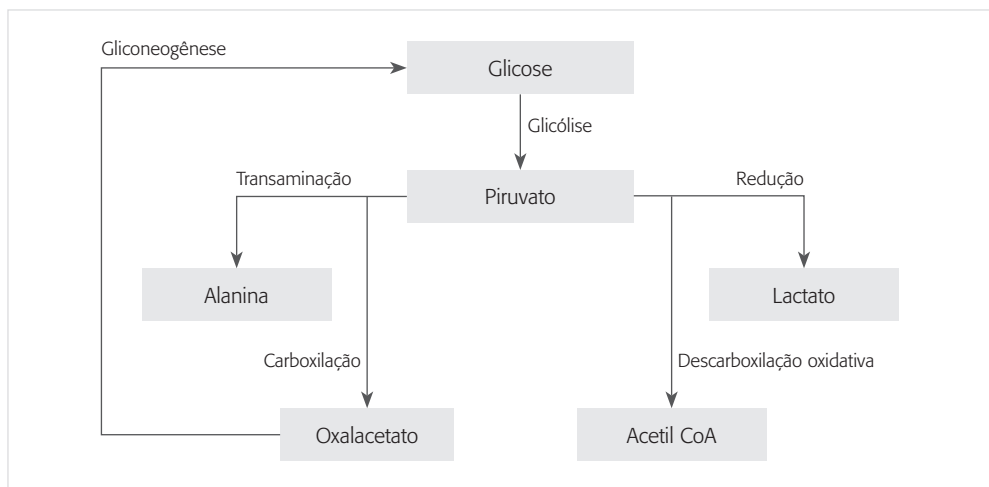 Gliconeogênese
Glicose
Glicólise
Transaminação
Piruvato
Redução
Alanina
Lactato
Carboxilação
Descarboxilação oxidativa
Oxalacetato
Acetil CoA